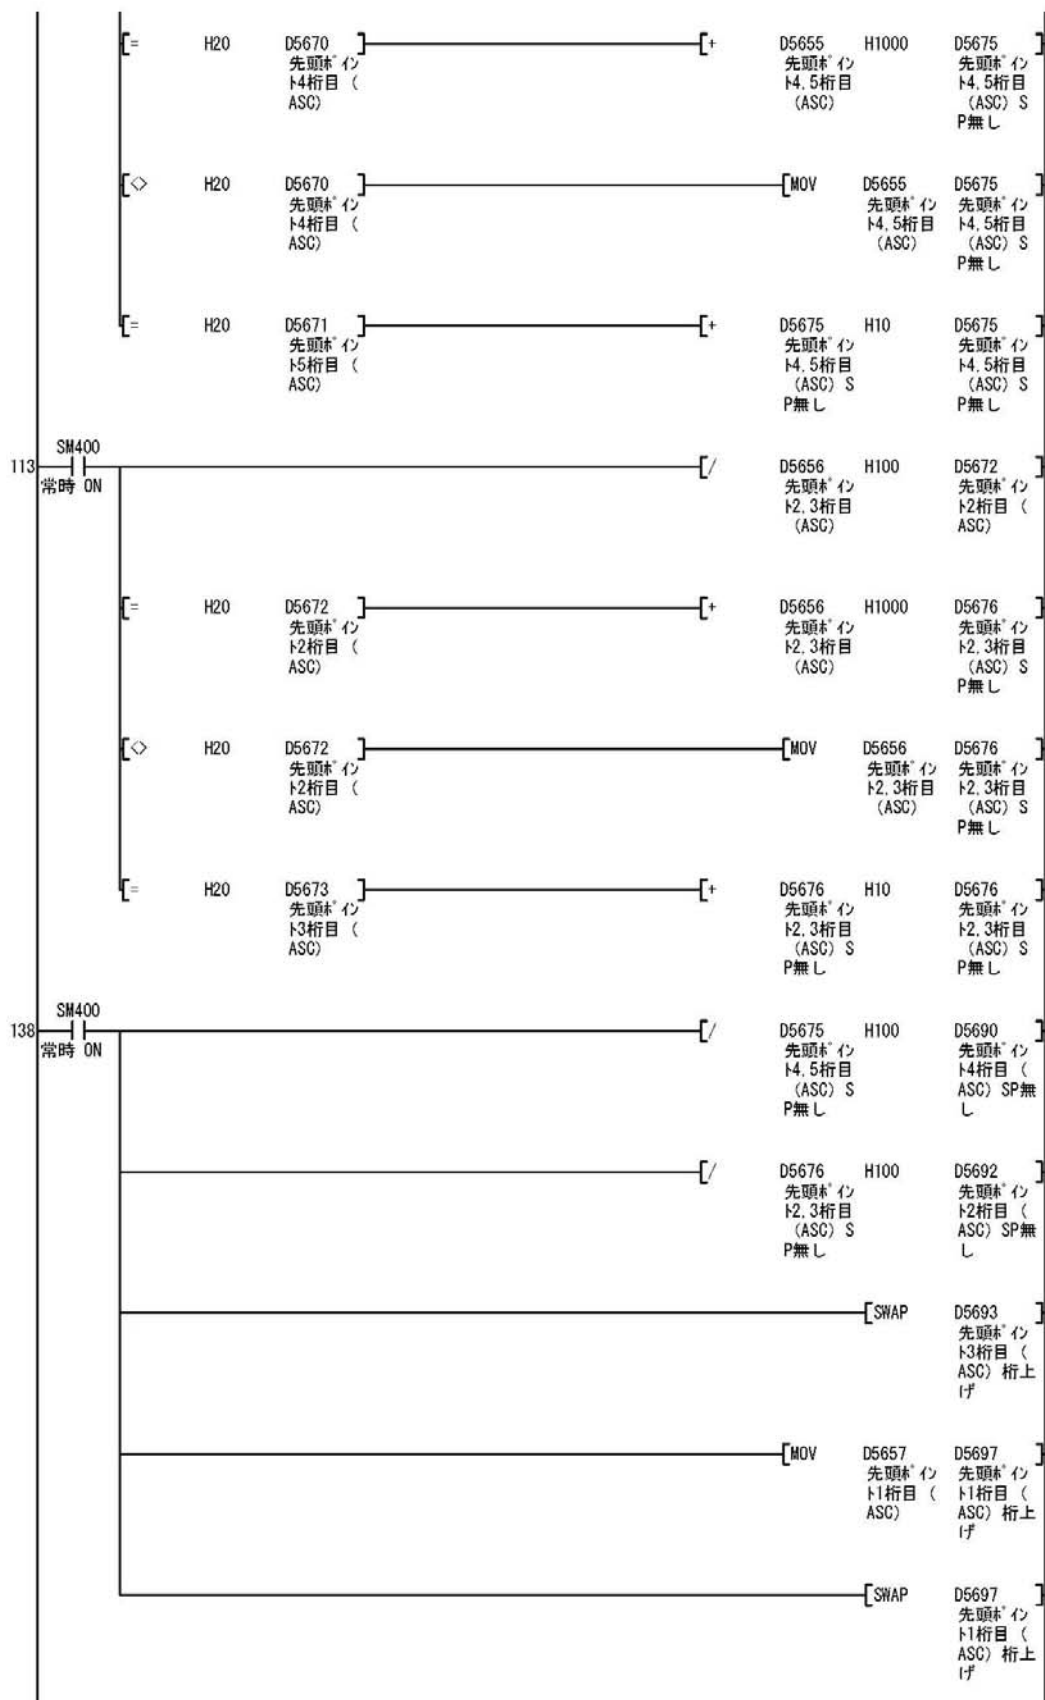 [= H20 D5670 ] [+ D5655 H1000 D5675 ]
先頭ポイン 先頭ポイン 先頭ポイン
ト4桁目 ( ト4,5桁目 ト4,5桁目
ASC) (ASC) (ASC) S
P無し
[<> H20 D5670 ] [MOV D5655 D5675 ]
先頭ポイン 先頭ポイン 先頭ポイン
ト4桁目 ( ト4,5桁目 ト4,5桁目
ASC) (ASC) (ASC) S
P無し
[= H20 D5671 ] [+ D5675 H10 D5675 ]
先頭ポイン 先頭ポイン 先頭ポイン
ト5桁目 ( ト4,5桁目 ト4,5桁目
ASC) (ASC) S (ASC) S
P無し P無し
SM400
113 [/ D5656 H100 D5672 ]
常時 ON 先頭ポイン 先頭ポイン
ト2,3桁目 ト2桁目 (
(ASC) ASC)
[= H20 D5672 ] [+ D5656 H1000 D5676 ]
先頭ポイン 先頭ポイン 先頭ポイン
ト2桁目 ( ト2,3桁目 ト2,3桁目
ASC) (ASC) (ASC) S
P無し
[<> H20 D5672 ] [MOV D5656 D5676 ]
先頭ポイン 先頭ポイン 先頭ポイン
ト2桁目 ( ト2,3桁目 ト2,3桁目
ASC) (ASC) (ASC) S
P無し
[= H20 D5673 ] [+ D5676 H10 D5676 ]
先頭ポイン 先頭ポイン 先頭ポイン
ト3桁目 ( ト2,3桁目 ト2,3桁目
ASC) (ASC) S (ASC) S
P無し P無し
SM400
138 [/ D5675 H100 D5690 ]
常時 ON 先頭ポイン 先頭ポイン
ト4,5桁目 ト4桁目 (
(ASC) S ASC) SP無
P無し し
[/ D5676 H100 D5692 ]
先頭ポイン 先頭ポイン
ト2,3桁目 ト2桁目 (
(ASC) S ASC) SP無
P無し し
[SWAP D5693 ]
先頭ポイン
ト3桁目 (
ASC) 桁上
げ
[MOV D5657 D5697 ]
先頭ポイン 先頭ポイン
ト1桁目 ( ト1桁目 (
ASC) ASC) 桁上
げ
[SWAP D5697 ]
先頭ポイン
ト1桁目 (
ASC) 桁上
げ